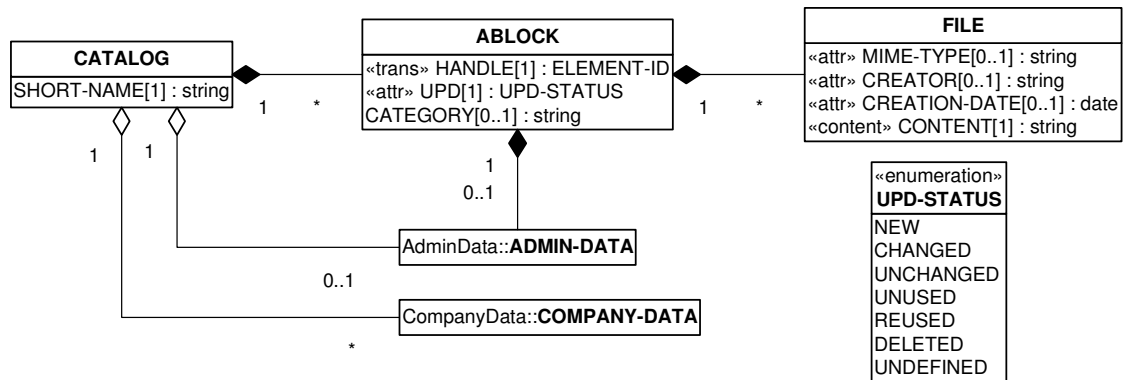 CATALOG
SHORT-NAME[1] : string
1
*
ABLOCK
«trans» HANDLE[1] : ELEMENT-ID
«attr» UPD[1] : UPD-STATUS
CATEGORY[0..1] : string
1
*
FILE
«attr» MIME-TYPE[0..1] : string
«attr» CREATOR[0..1] : string
«attr» CREATION-DATE[0..1] : date
«content» CONTENT[1] : string
1
1
1
0..1
AdminData::ADMIN-DATA
0..1
CompanyData::COMPANY-DATA
*
«enumeration»
UPD-STATUS
NEW
CHANGED
UNCHANGED
UNUSED
REUSED
DELETED
UNDEFINED